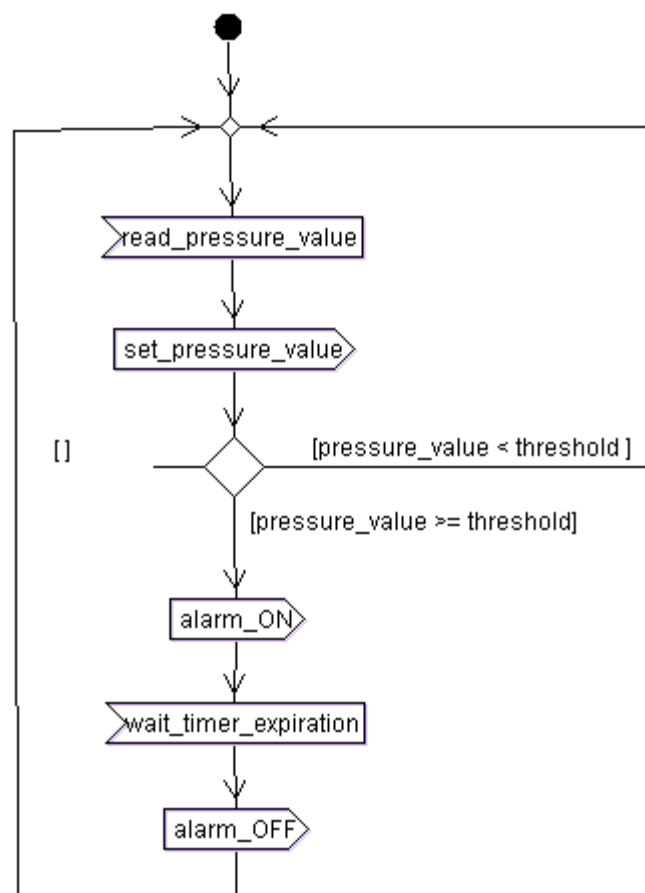 read_pressure_value
set_pressure_value
[ ]
[pressure_value < threshold ]
[pressure_value >= threshold]
alarm_ON
wait_timer_expiration
alarm_OFF